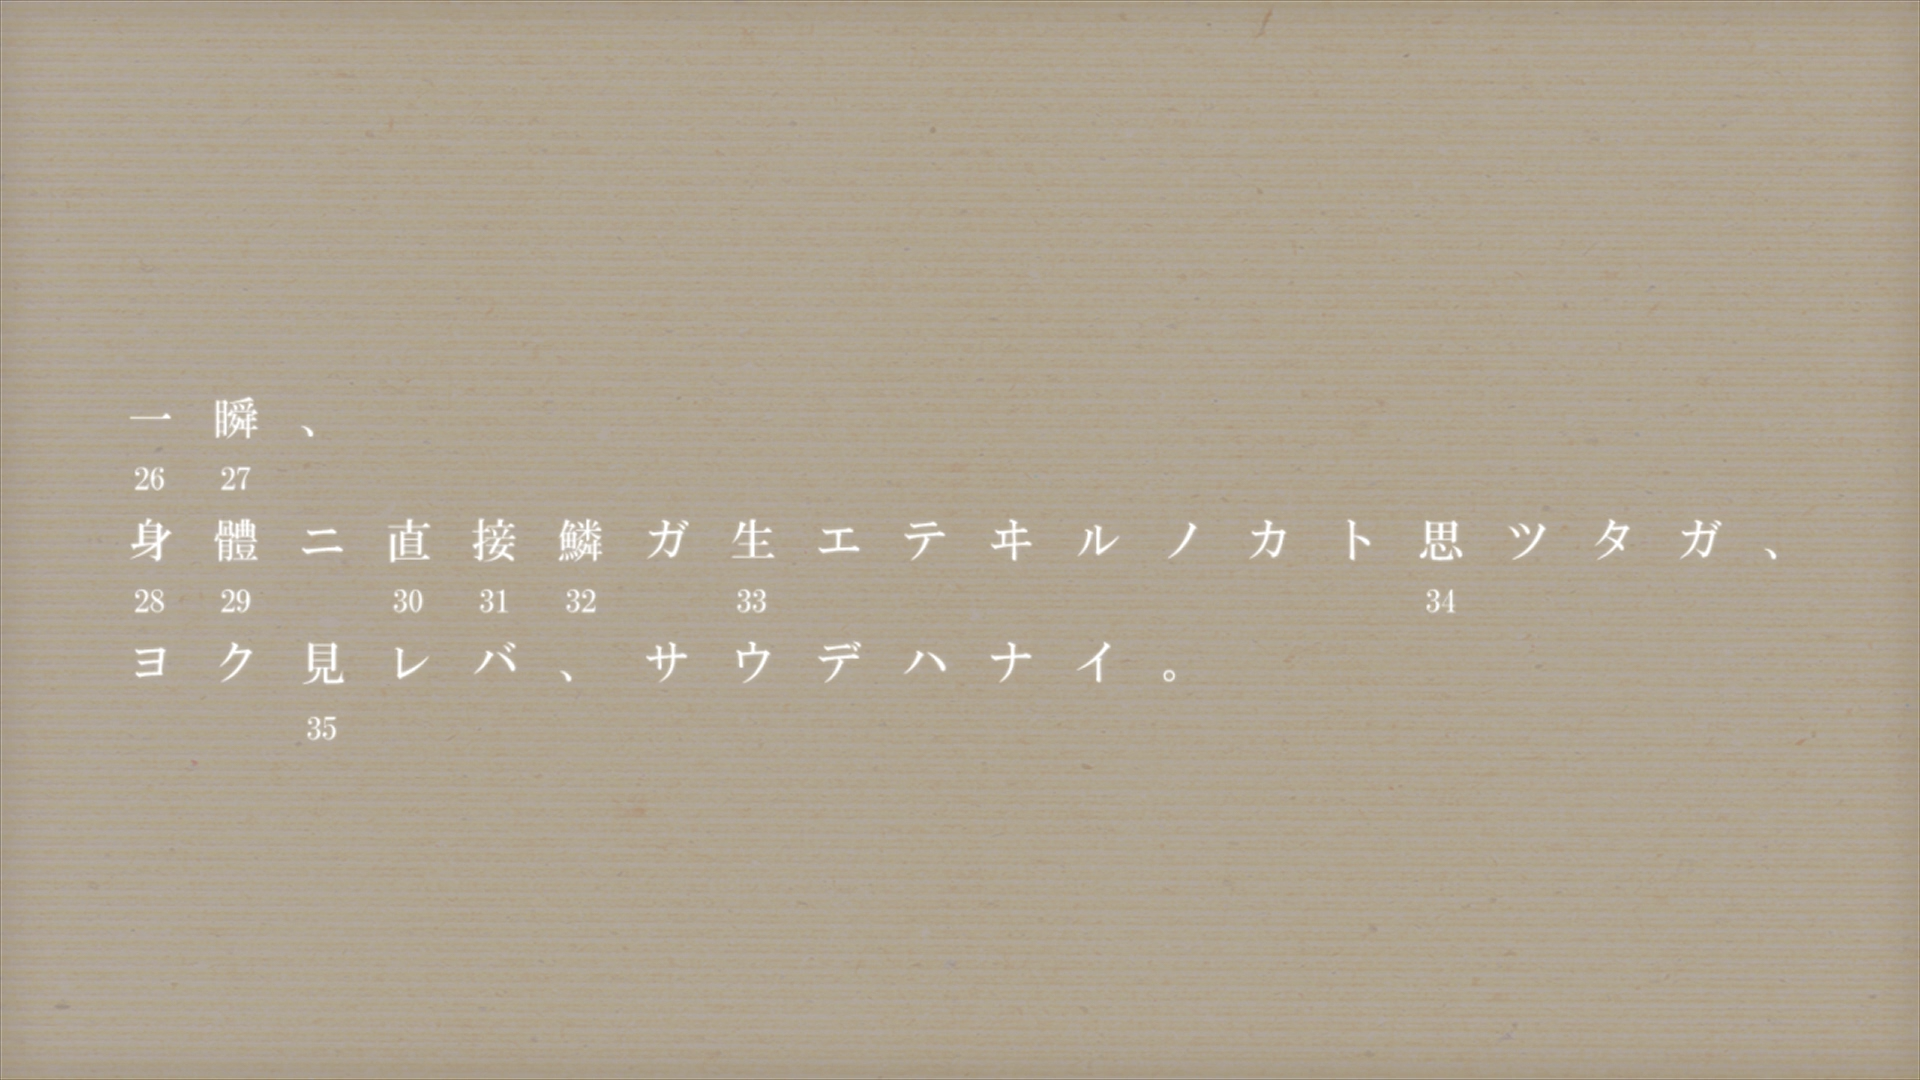 一瞬、
26 27
身體ニ直接鱗ガ生エテヰルノカト思ツタガ、
28 29 30 31 32 33 34
ヨク見レバ、サウデハナイ。
35